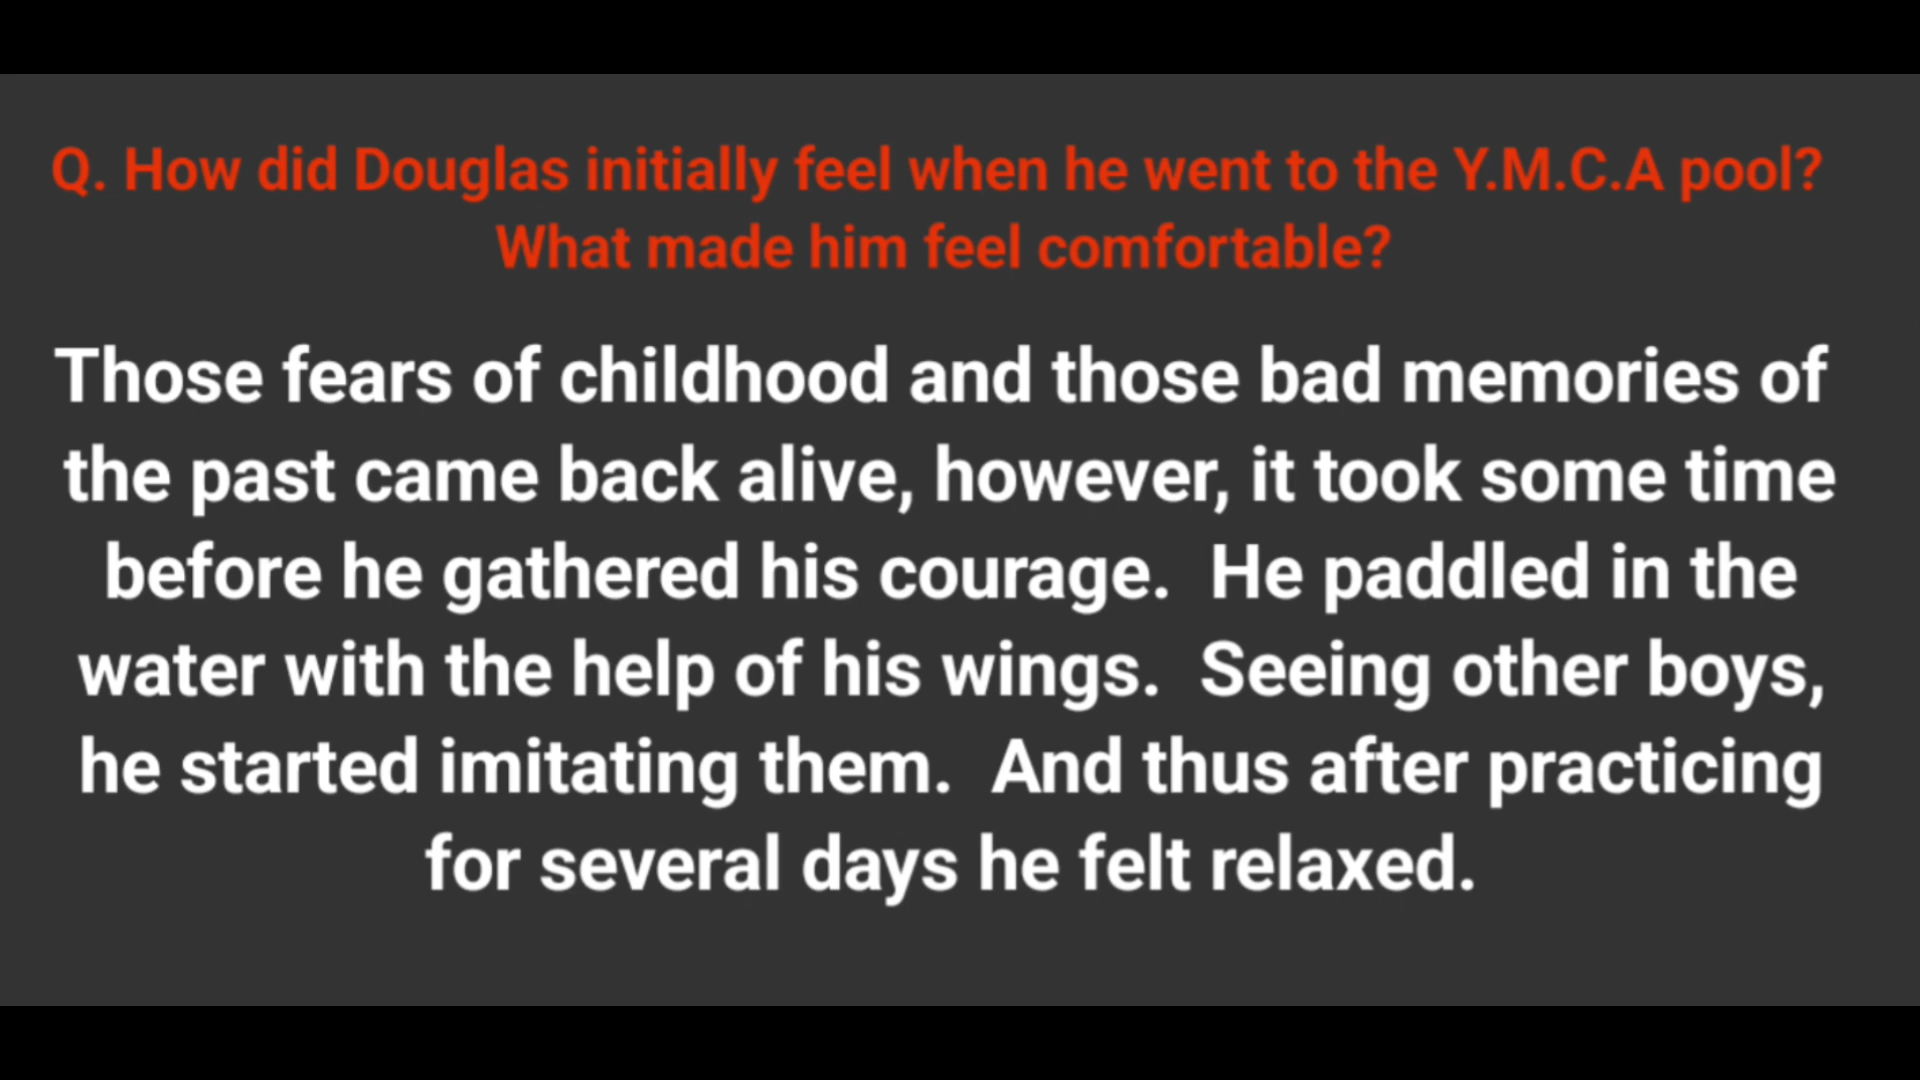 Q. How did Douglas initially feel when he went to the Y.M.C.A pool?
What made him feel comfortable?
Those fears of childhood and those bad memories of
the past came back alive, however, it took some time
before he gathered his courage.  He paddled in the
water with the help of his wings.  Seeing other boys,
he started imitating them.  And thus after practicing
for several days he felt relaxed.